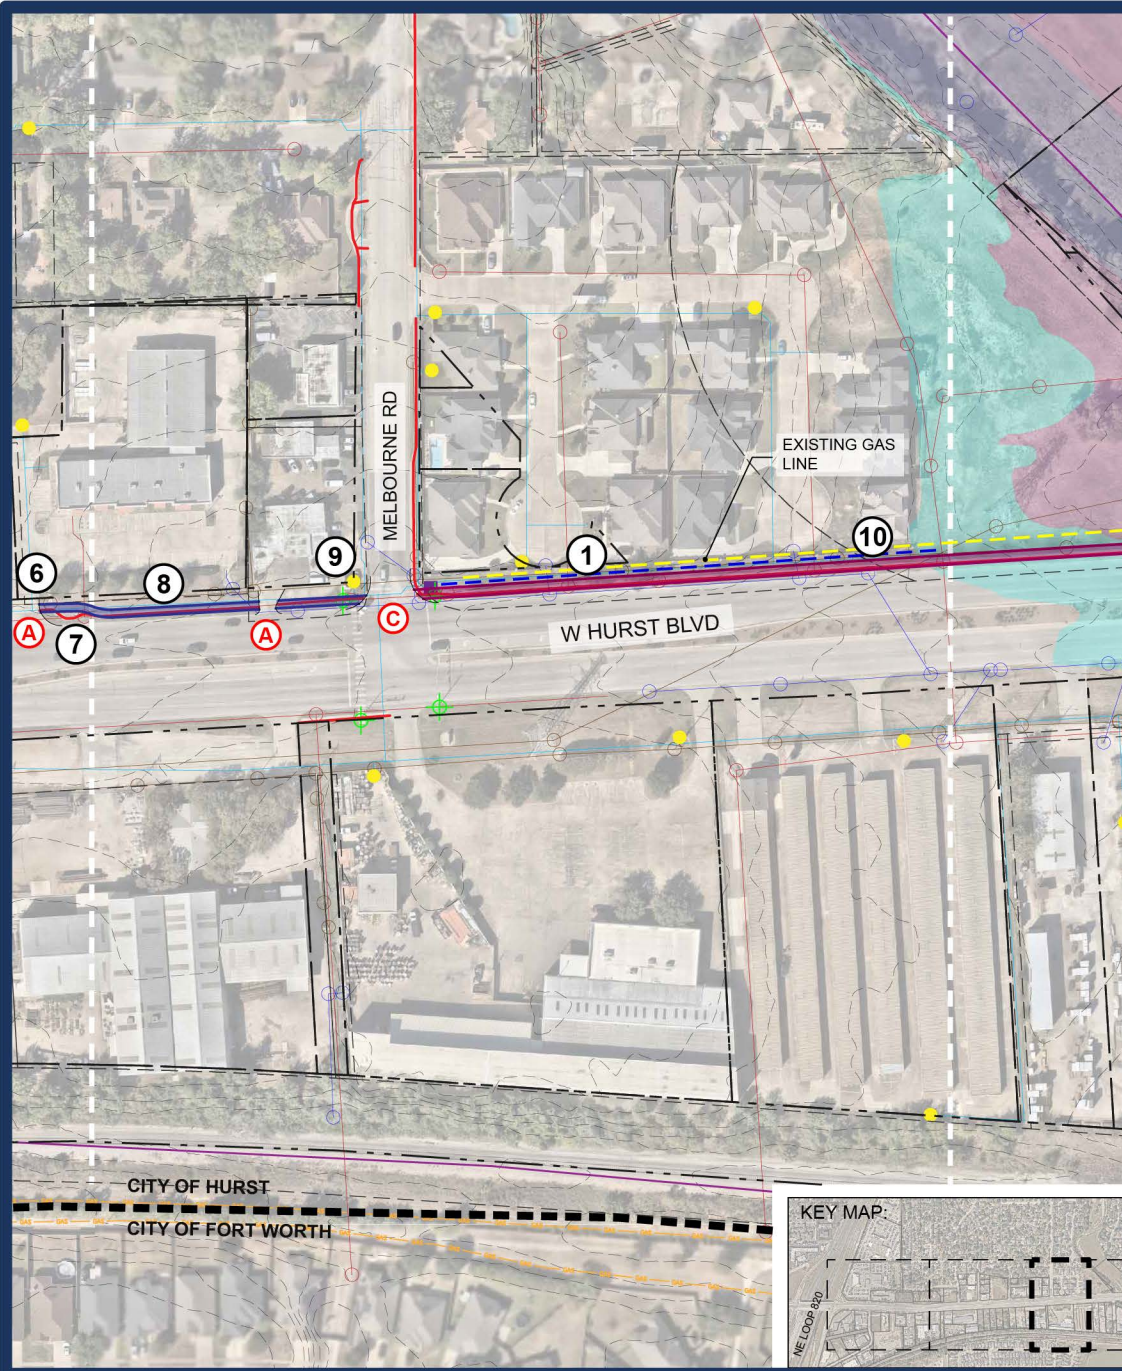 EXISTING GAS
LINE
MELBOURNE RD
10
1
9
6
8
A
7
A
C
W HURST BLVD
CITY OF HURST
CITY OF FORT WORTH
KEY MAP:
NE LOOP 820